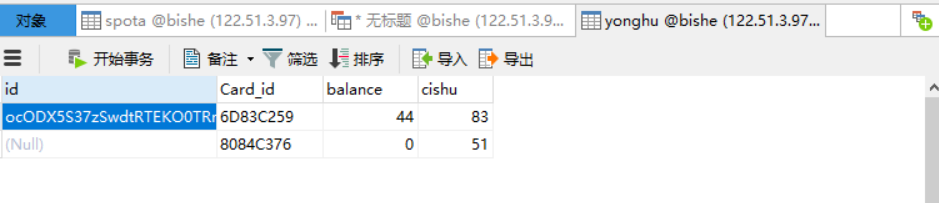 对象 spota @bishe (122.51.3.97) ... * 无标题 @bishe (122.51.3.9... yonghu @bishe (122.51.3.97...
开始事务 备注 筛选 排序 导入 导出
id Card_id balance cishu
ocODX5S37zSwdtRTEKO0TRr 6D83C259 44 83
(Null) 8084C376 0 51